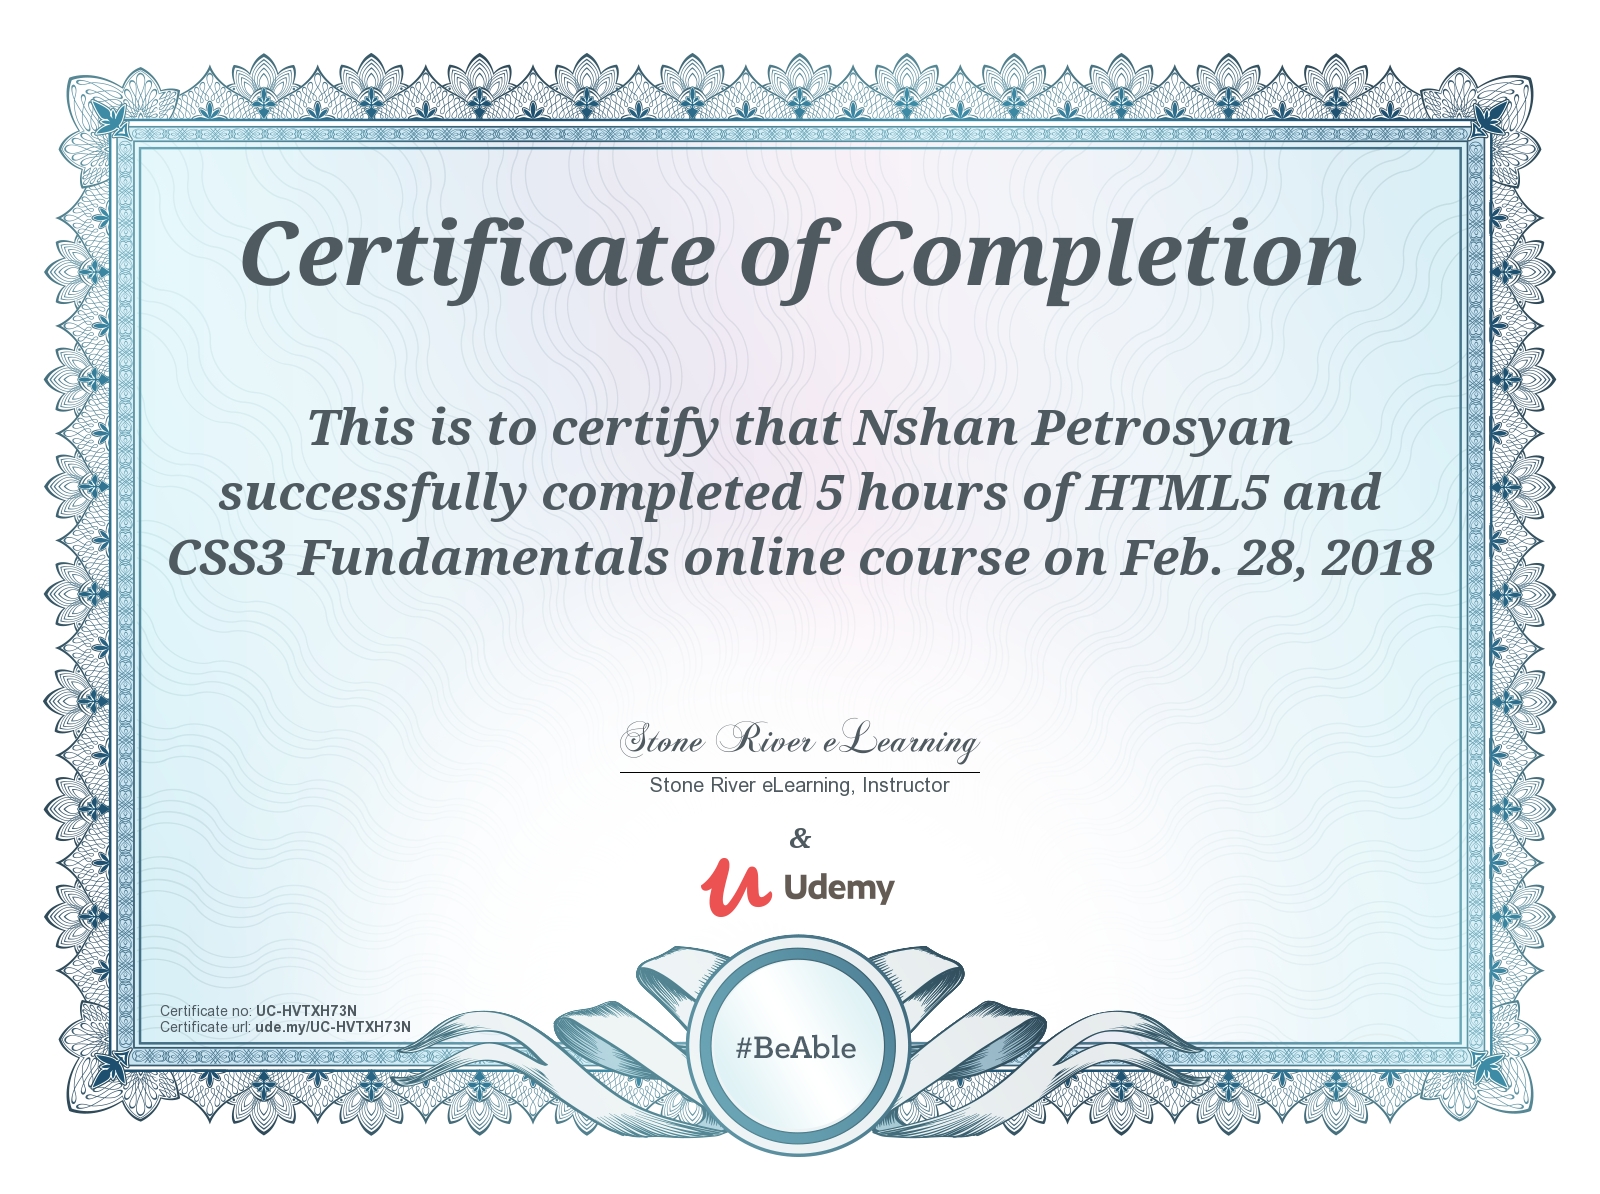 Certificate of Completion
This is to certify that Nshan Petrosyan
successfully completed 5 hours of HTML5 and
CSS3 Fundamentals online course on Feb. 28, 2018
Stone River eLearning
Stone River eLearning, Instructor
&
Udemy
Certificate no: UC-HVTXH73N
Certificate url: ude.my/UC-HVTXH73N
#BeAble